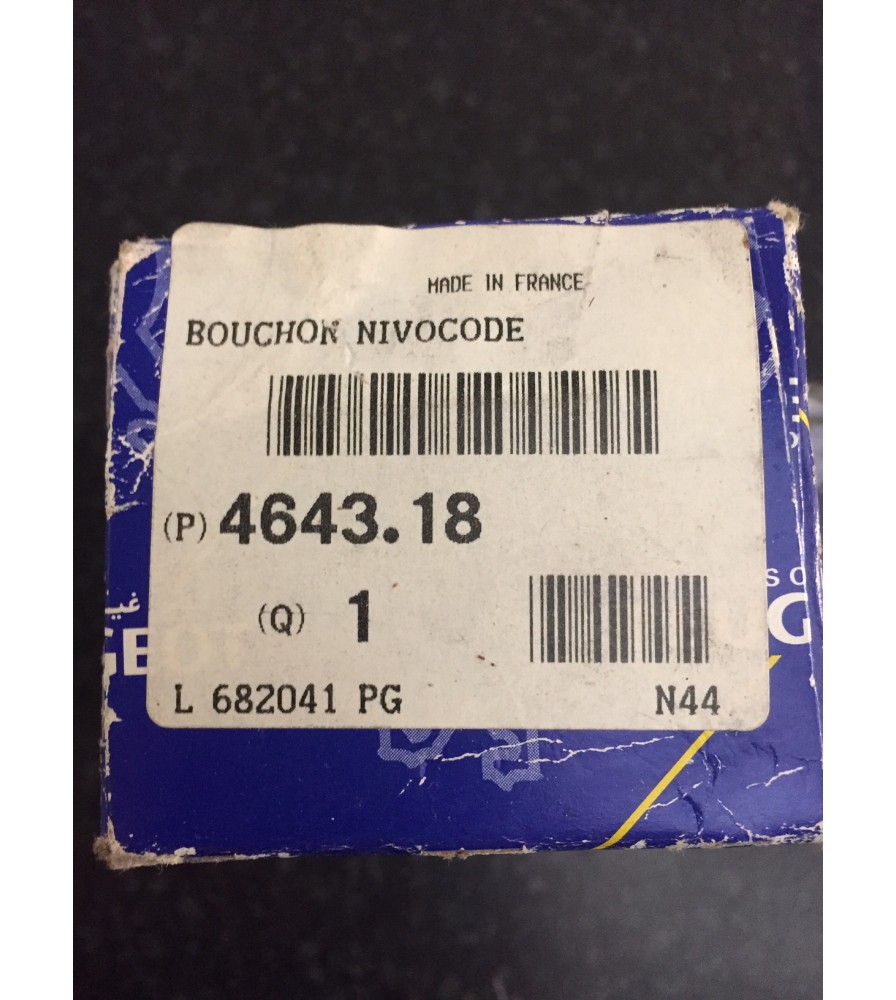 MADE IN FRANCE
BOUCHON NIVOCODE
(P) 4643.18
(Q) 1
L 682041 PG
N44